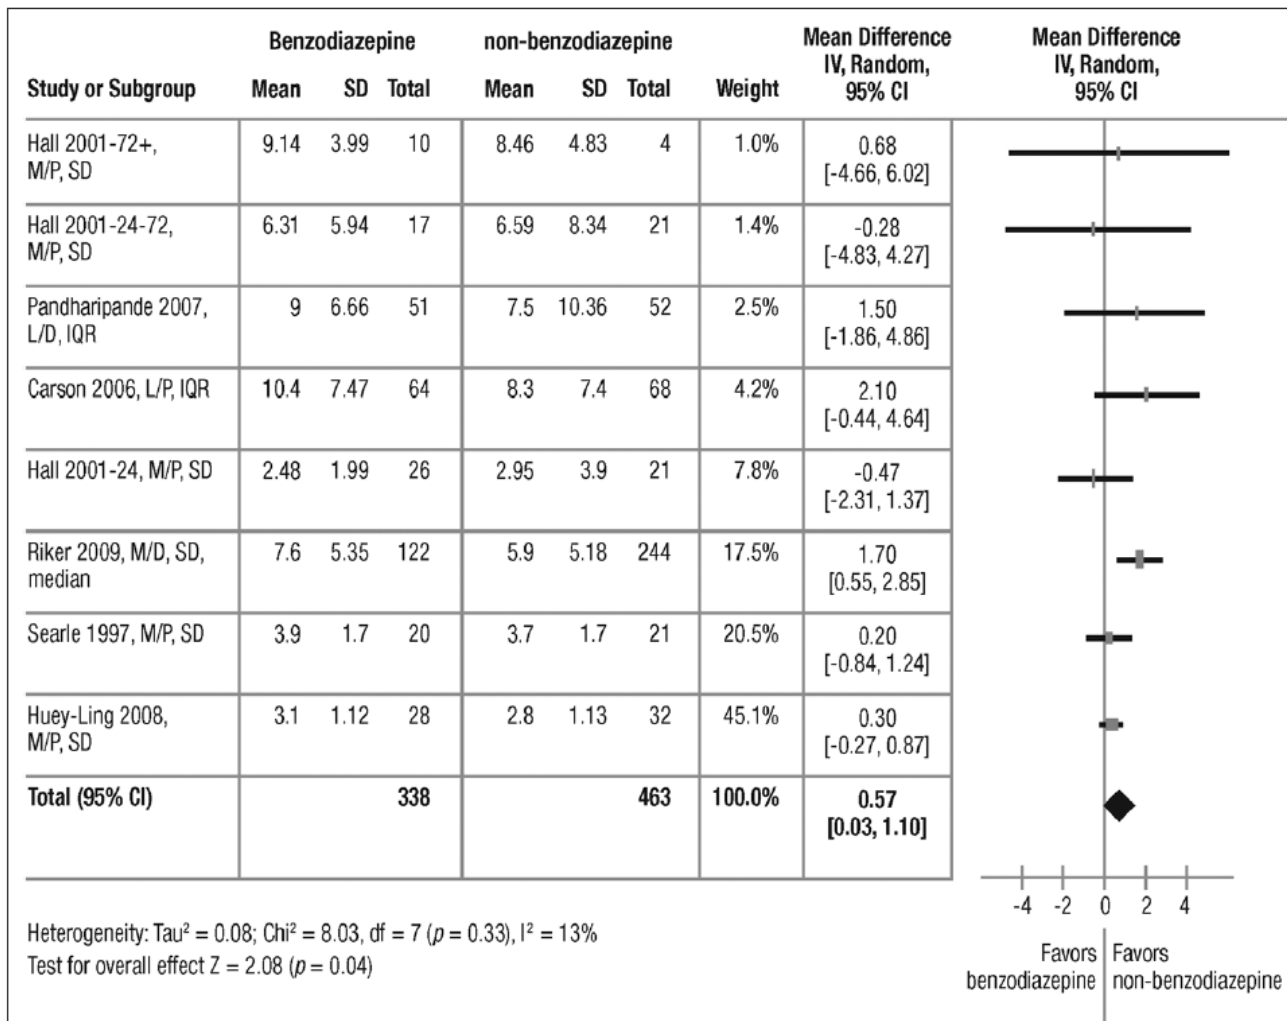 Benzodiazepine non-benzodiazepine Mean Difference Mean Difference
IV, Random, IV, Random,
Study or Subgroup Mean SD Total Mean SD Total Weight 95% CI 95% CI
Hall 2001-72+, 9.14 3.99 10 8.46 4.83 4 1.0% 0.68
M/P, SD [-4.66, 6.02]
Hall 2001-24-72, 6.31 5.94 17 6.59 8.34 21 1.4% -0.28
M/P, SD [-4.83, 4.27]
Pandharipande 2007, 9 6.66 51 7.5 10.36 52 2.5% 1.50
L/D, IQR [-1.86, 4.86]
Carson 2006, L/P, IQR 10.4 7.47 64 8.3 7.4 68 4.2% 2.10
[-0.44, 4.64]
Hall 2001-24, M/P, SD 2.48 1.99 26 2.95 3.9 21 7.8% -0.47
[-2.31, 1.37]
Riker 2009, M/D, SD, 7.6 5.35 122 5.9 5.18 244 17.5% 1.70
median [0.55, 2.85]
Searle 1997, M/P, SD 3.9 1.7 20 3.7 1.7 21 20.5% 0.20
[-0.84, 1.24]
Huey-Ling 2008, 3.1 1.12 28 2.8 1.13 32 45.1% 0.30
M/P, SD [-0.27, 0.87]
Total (95% CI) 338 463 100.0% 0.57
[0.03, 1.10]
-4 -2 0 2 4
Heterogeneity: Tau² = 0.08; Chi² = 8.03, df = 7 (p = 0.33), I² = 13%
Test for overall effect Z = 2.08 (p = 0.04)
Favors Favors
benzodiazepine non-benzodiazepine